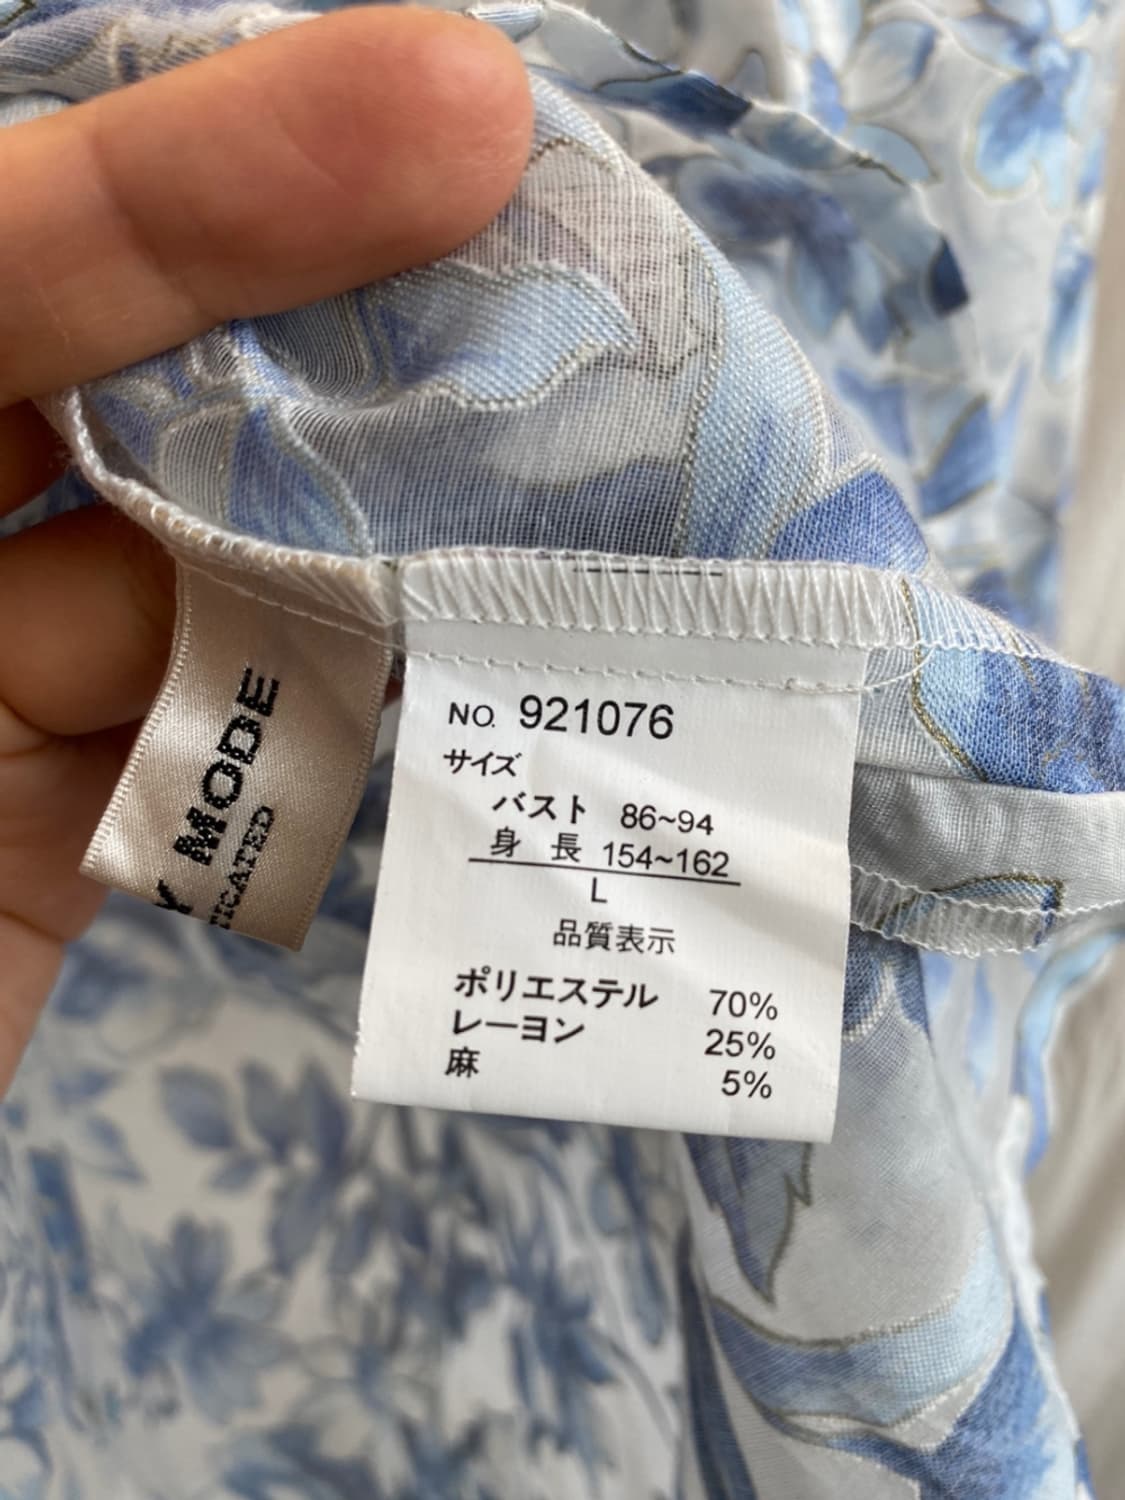 NO. 921076
サイズ
バスト 86~94
身 長 154~162
L
品質表示
ポリエステル 70%
レーヨン 25%
麻 5%
MODE